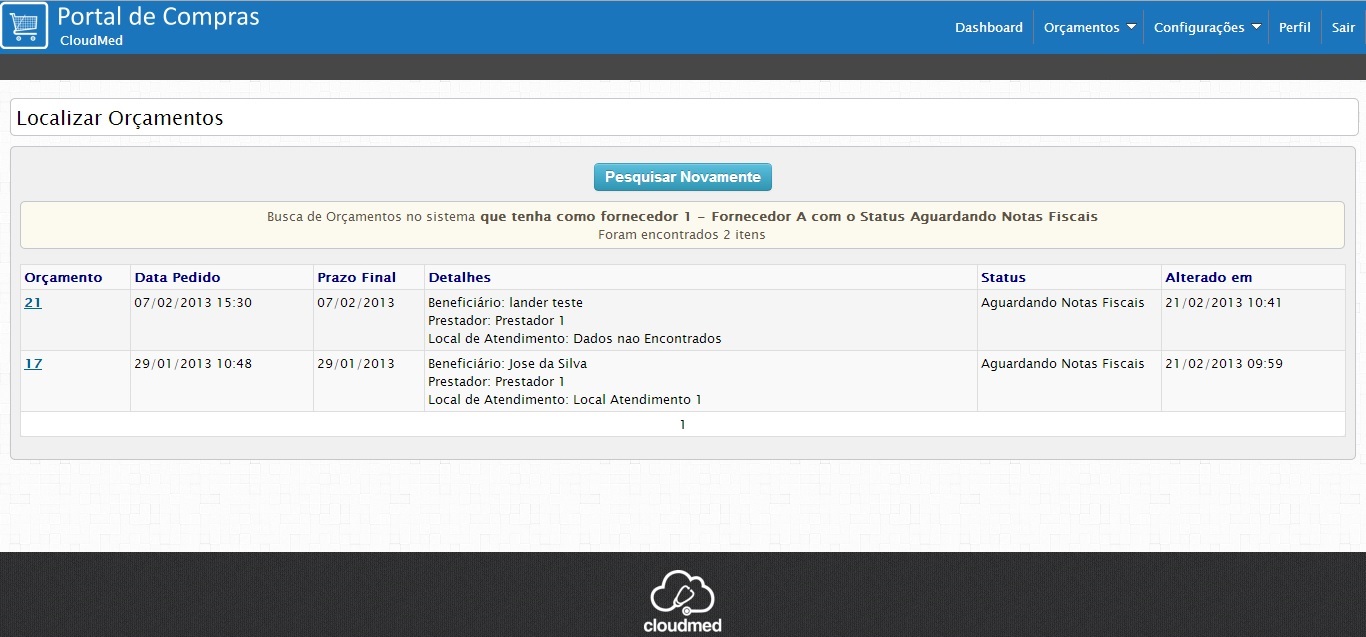 Portal de Compras
CloudMed
Dashboard Orçamentos Configurações Perfil Sair
Localizar Orçamentos
Pesquisar Novamente
Busca de Orçamentos no sistema que tenha como fornecedor 1 - Fornecedor A com o Status Aguardando Notas Fiscais
Foram encontrados 2 itens
Orçamento Data Pedido Prazo Final Detalhes Status Alterado em
21 07/02/2013 15:30 07/02/2013 Beneficiário: lander teste Aguardando Notas Fiscais 21/02/2013 10:41
Prestador: Prestador 1
Local de Atendimento: Dados nao Encontrados
17 29/01/2013 10:48 29/01/2013 Beneficiário: Jose da Silva Aguardando Notas Fiscais 21/02/2013 09:59
Prestador: Prestador 1
Local de Atendimento: Local Atendimento 1
1
cloudmed